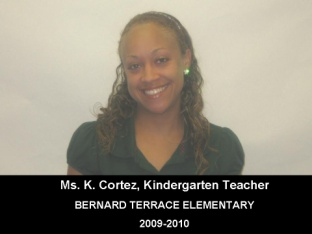 Ms. K. Cortez, Kindergarten Teacher
BERNARD TERRACE ELEMENTARY
2009-2010